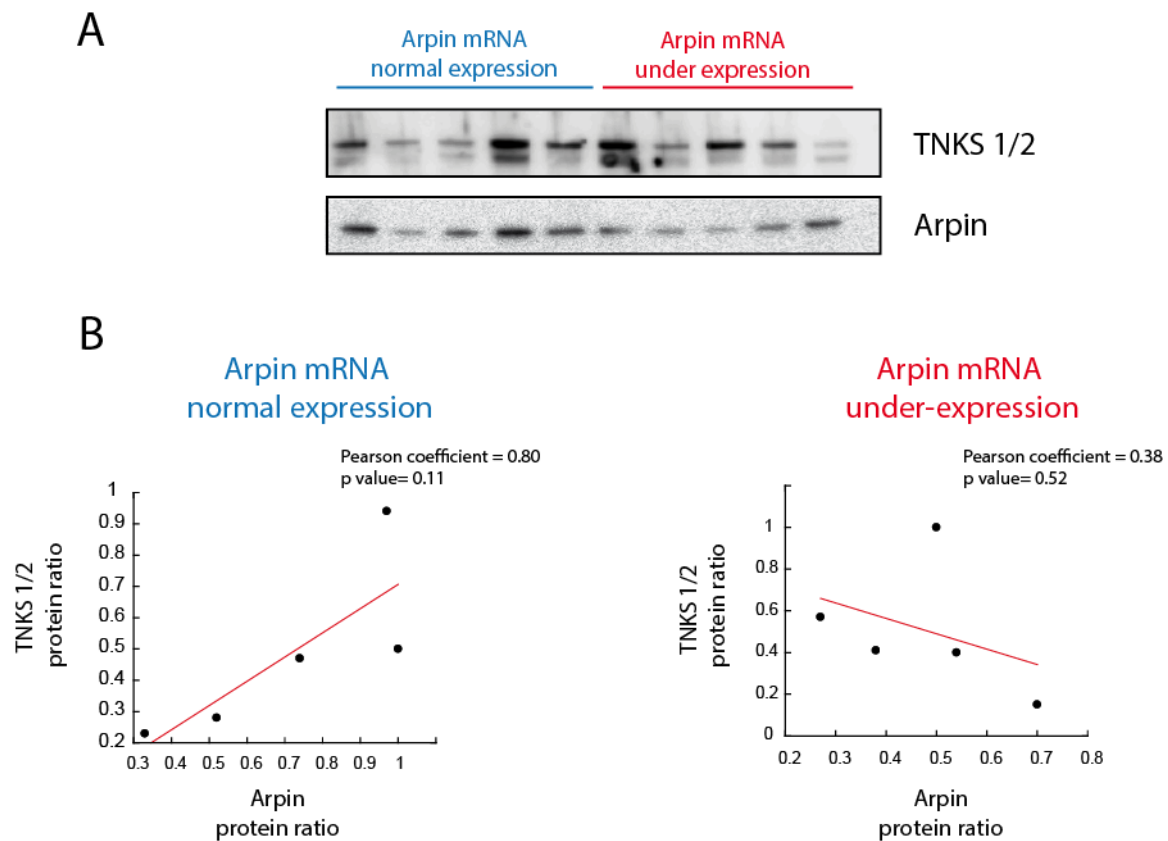 A
Arpin mRNA
normal expression
Arpin mRNA
under expression
TNKS 1/2
Arpin
B
Arpin mRNA
normal expression
Arpin mRNA
under-expression
Pearson coefficient = 0.80
p value= 0.11
TNKS 1/2
protein ratio
1
0.9
0.8
0.7
0.6
0.5
0.4
0.3
0.2
0.3 0.4 0.5 0.6 0.7 0.8 0.9 1
Arpin
protein ratio
Pearson coefficient = 0.38
p value= 0.52
TNKS 1/2
protein ratio
1
0.8
0.6
0.4
0.2
0
0.2 0.3 0.4 0.5 0.6 0.7 0.8
Arpin
protein ratio